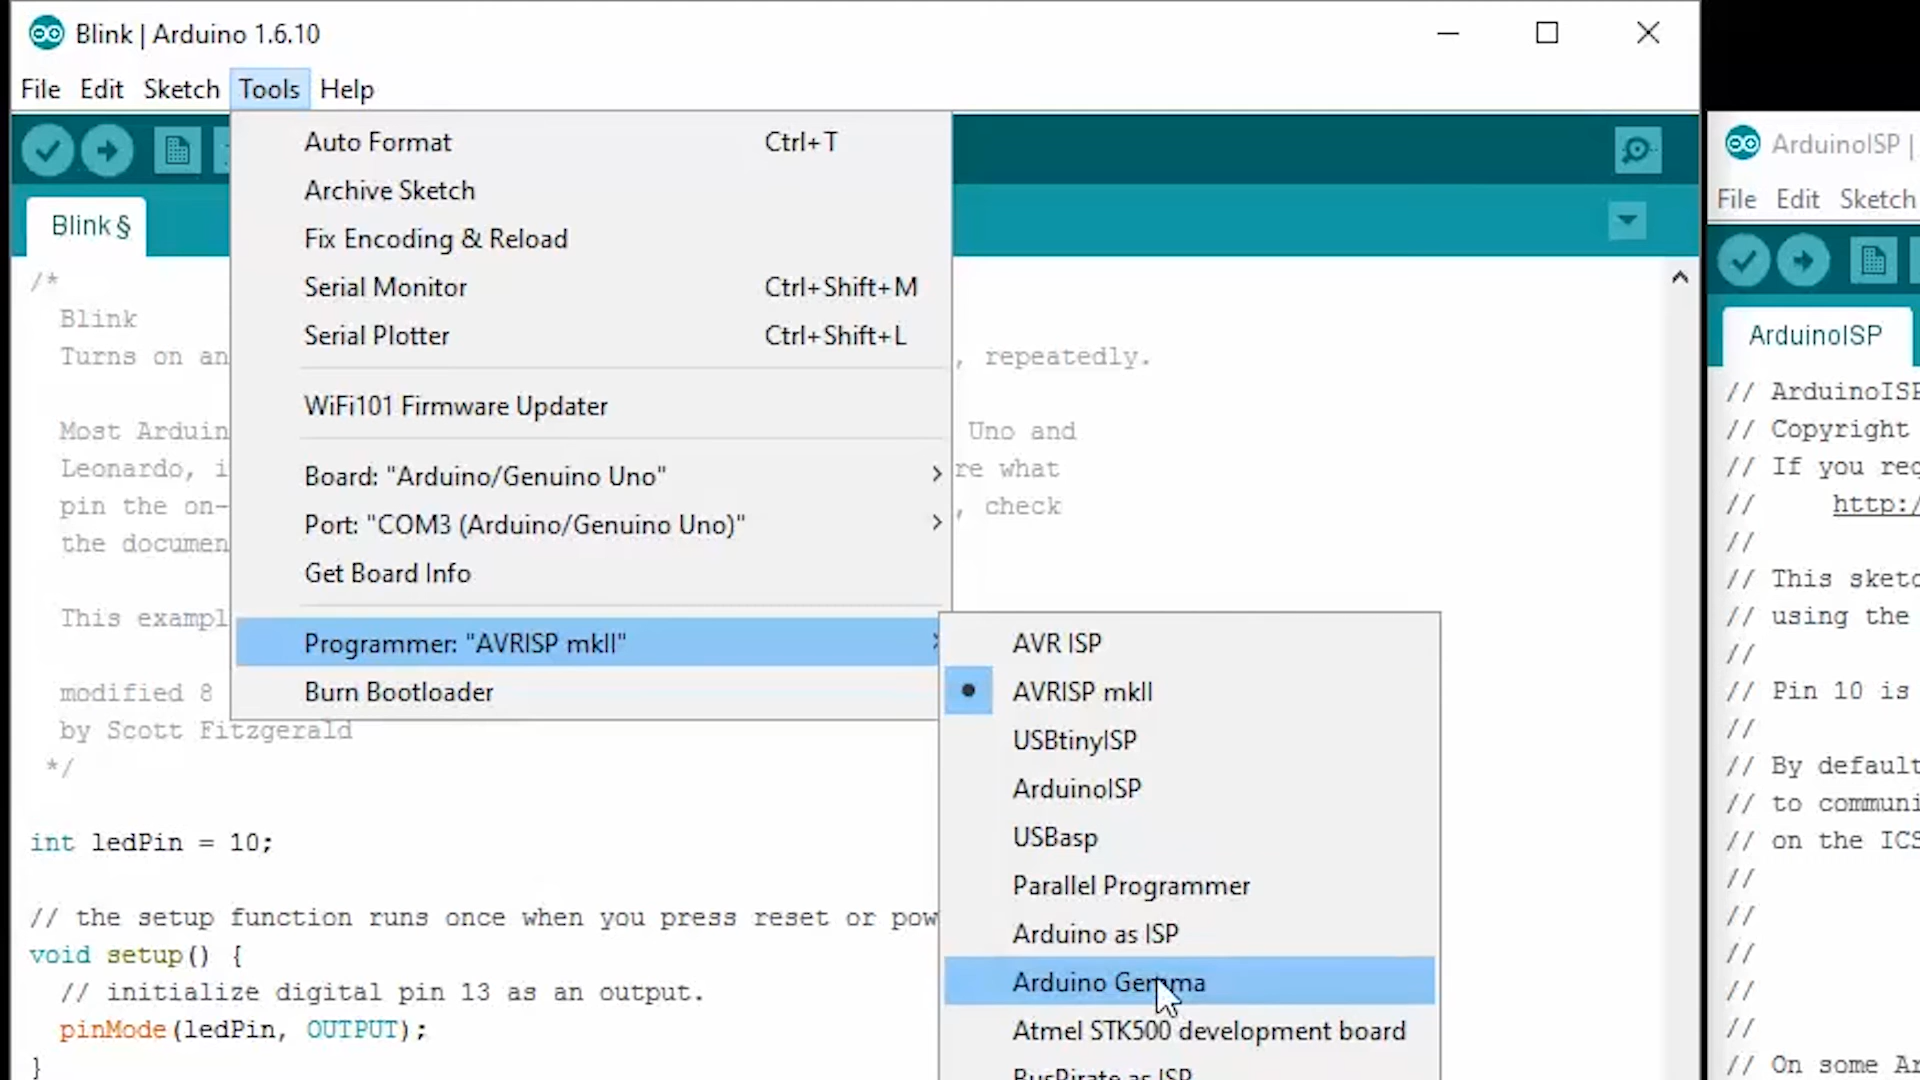 Blink | Arduino 1.6.10
File Edit Sketch Tools Help
Auto Format Ctrl+T
Archive Sketch
Fix Encoding & Reload
Serial Monitor Ctrl+Shift+M
Serial Plotter Ctrl+Shift+L
WiFi101 Firmware Updater
Board: "Arduino/Genuino Uno"
Port: "COM3 (Arduino/Genuino Uno)"
Get Board Info
Programmer: "AVRISP mkII"
Burn Bootloader
AVR ISP
AVRISP mkII
USBtinyISP
ArduinoISP
USBasp
Parallel Programmer
Arduino as ISP
Arduino Gemma
Atmel STK500 development board
BusPirate as ISP
Blink §
/*
Blink
Turns on an , repeatedly.
Most Arduin Uno and
Leonardo, i re what
pin the on- , check
the documen
This exampl
modified 8
by Scott Fitzgerald
*/
int ledPin = 10;
// the setup function runs once when you press reset or pow
void setup() {
// initialize digital pin 13 as an output.
pinMode(ledPin, OUTPUT);
}
ArduinoISP |
File Edit Sketch
ArduinoISP
// ArduinoISP
// Copyright
// If you req
// http:/
//
// This sketc
// using the
//
// Pin 10 is
//
// By default
// to communi
// on the ICS
//
//
//
//
//
// On some Ar